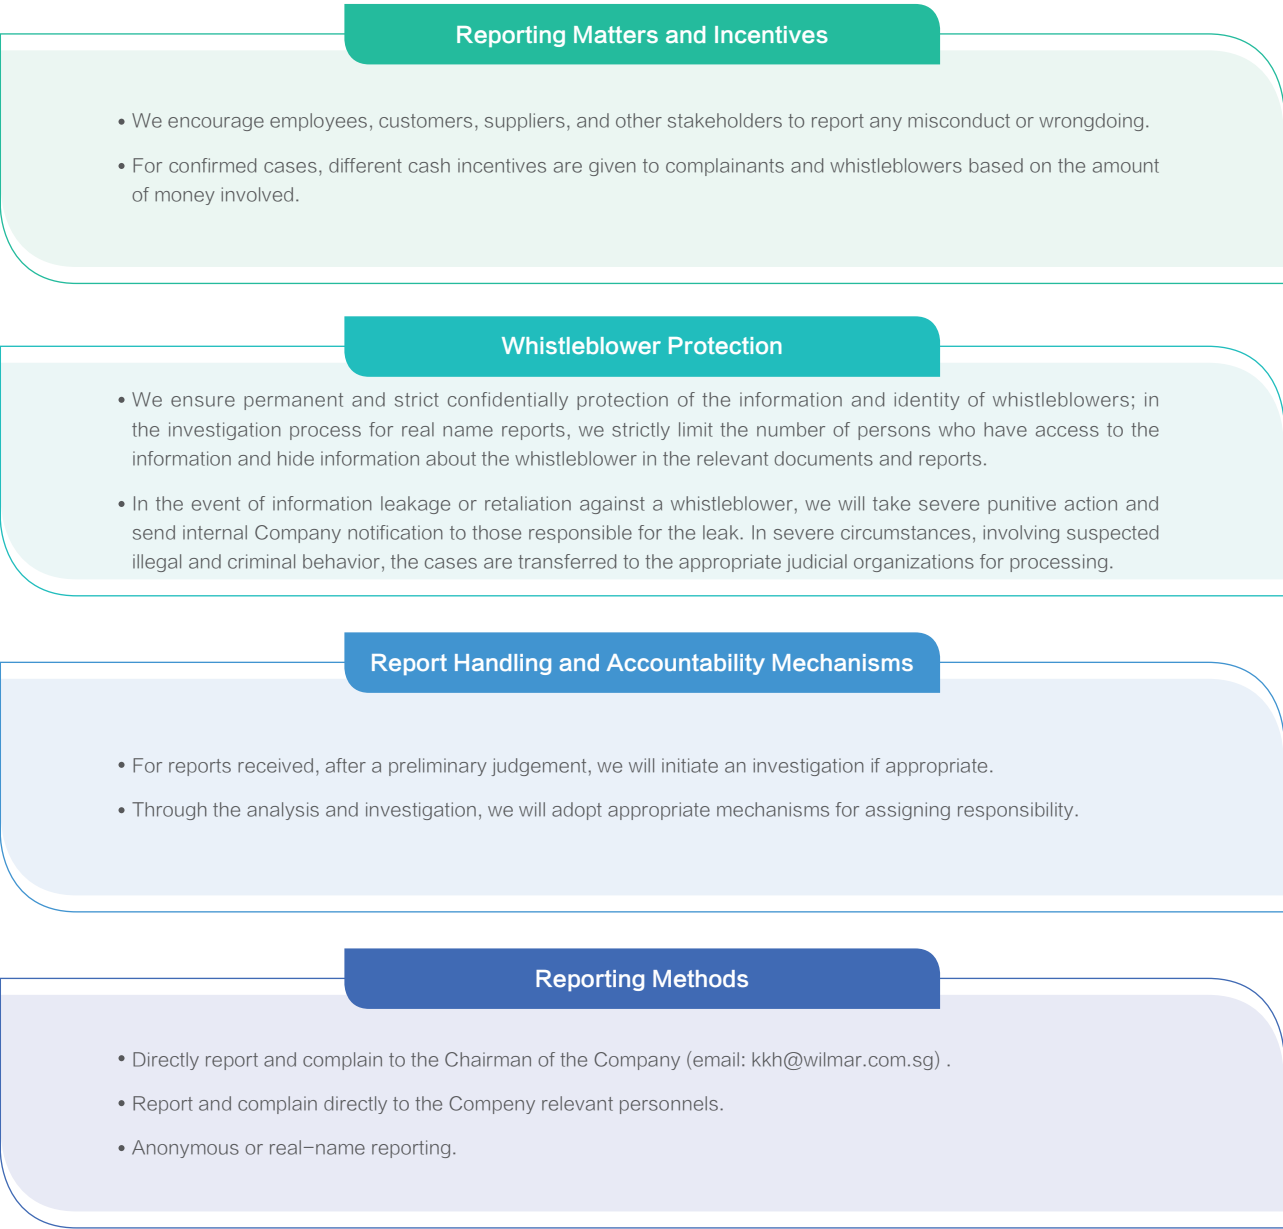 Reporting Matters and Incentives
• We encourage employees, customers, suppliers, and other stakeholders to report any misconduct or wrongdoing.
• For confirmed cases, different cash incentives are given to complainants and whistleblowers based on the amount
of money involved.
Whistleblower Protection
• We ensure permanent and strict confidentially protection of the information and identity of whistleblowers; in
the investigation process for real name reports, we strictly limit the number of persons who have access to the
information and hide information about the whistleblower in the relevant documents and reports.
• In the event of information leakage or retaliation against a whistleblower, we will take severe punitive action and
send internal Company notification to those responsible for the leak. In severe circumstances, involving suspected
illegal and criminal behavior, the cases are transferred to the appropriate judicial organizations for processing.
Report Handling and Accountability Mechanisms
• For reports received, after a preliminary judgement, we will initiate an investigation if appropriate.
• Through the analysis and investigation, we will adopt appropriate mechanisms for assigning responsibility.
Reporting Methods
• Directly report and complain to the Chairman of the Company (email: kkh@wilmar.com.sg) .
• Report and complain directly to the Compeny relevant personnels.
• Anonymous or real-name reporting.